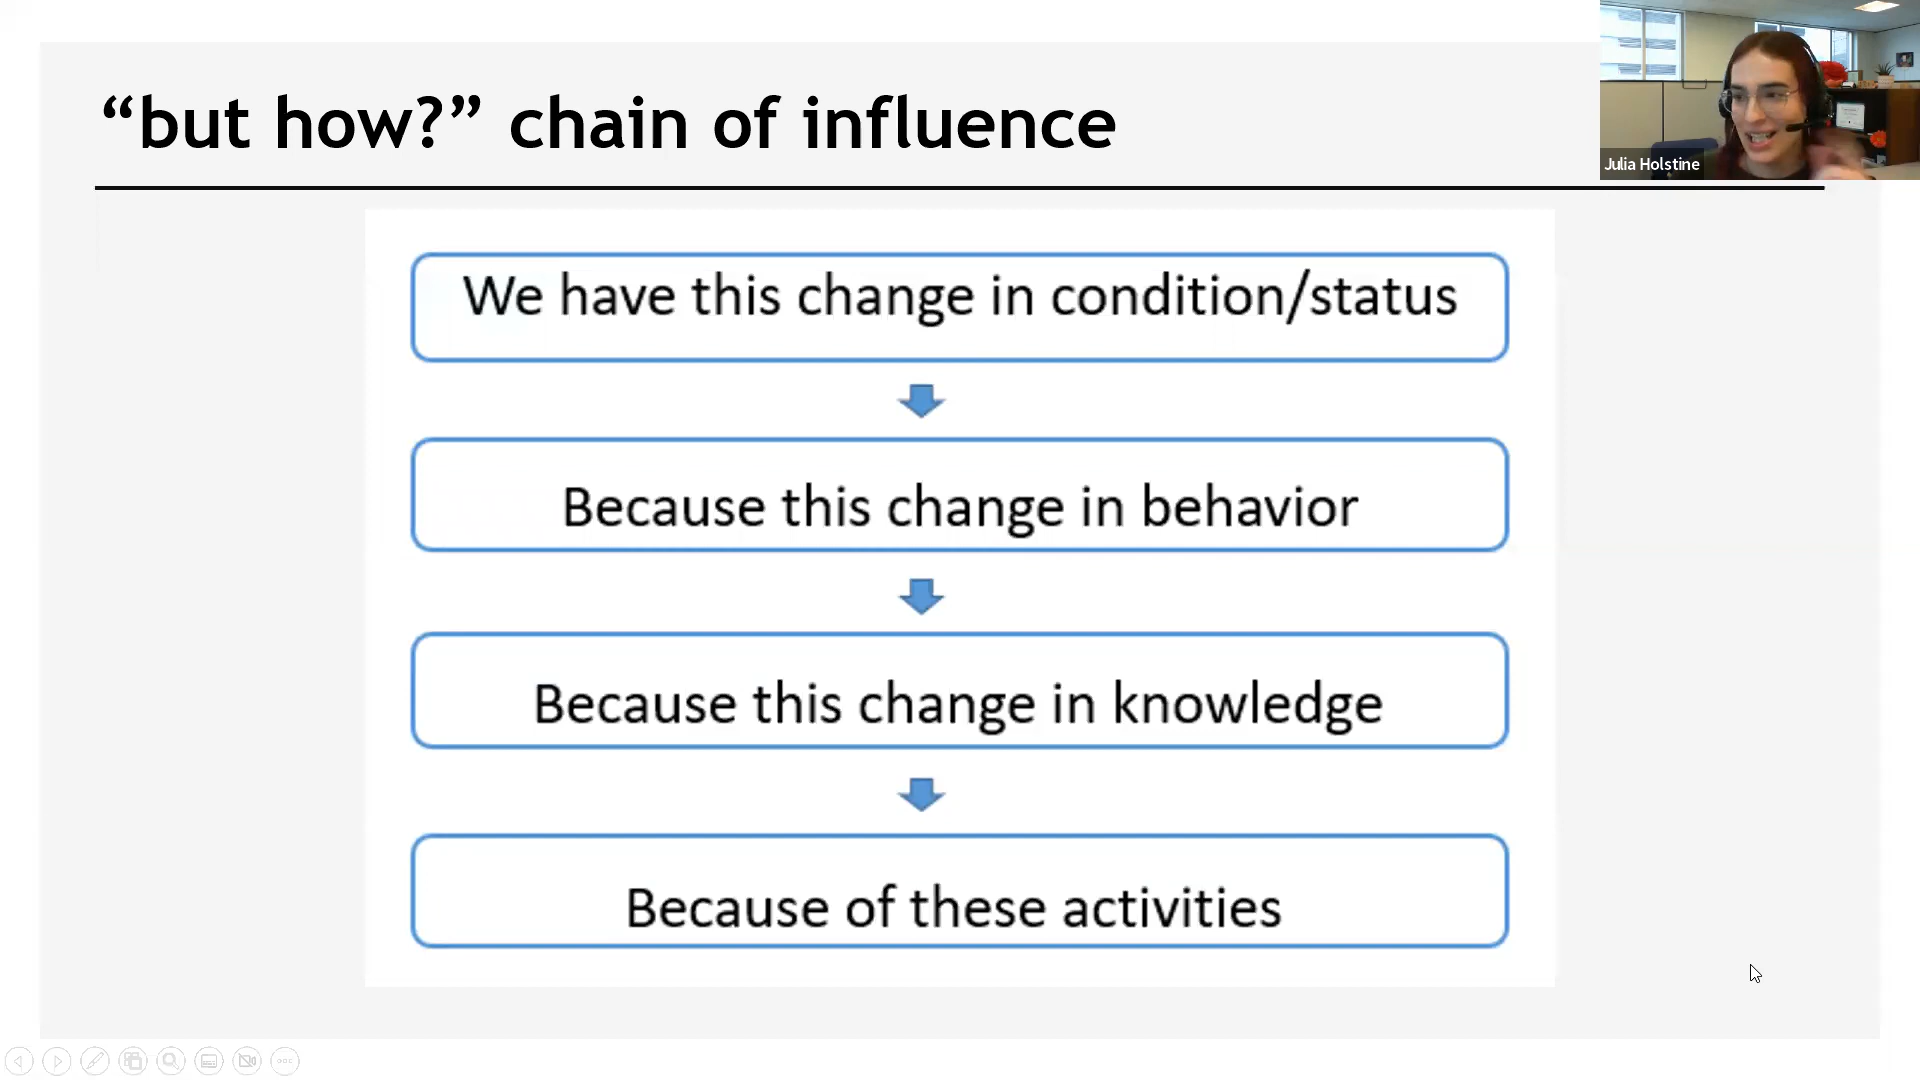 “but how?” chain of influence
Julia Holstine
We have this change in condition/status
Because this change in behavior
Because this change in knowledge
Because of these activities